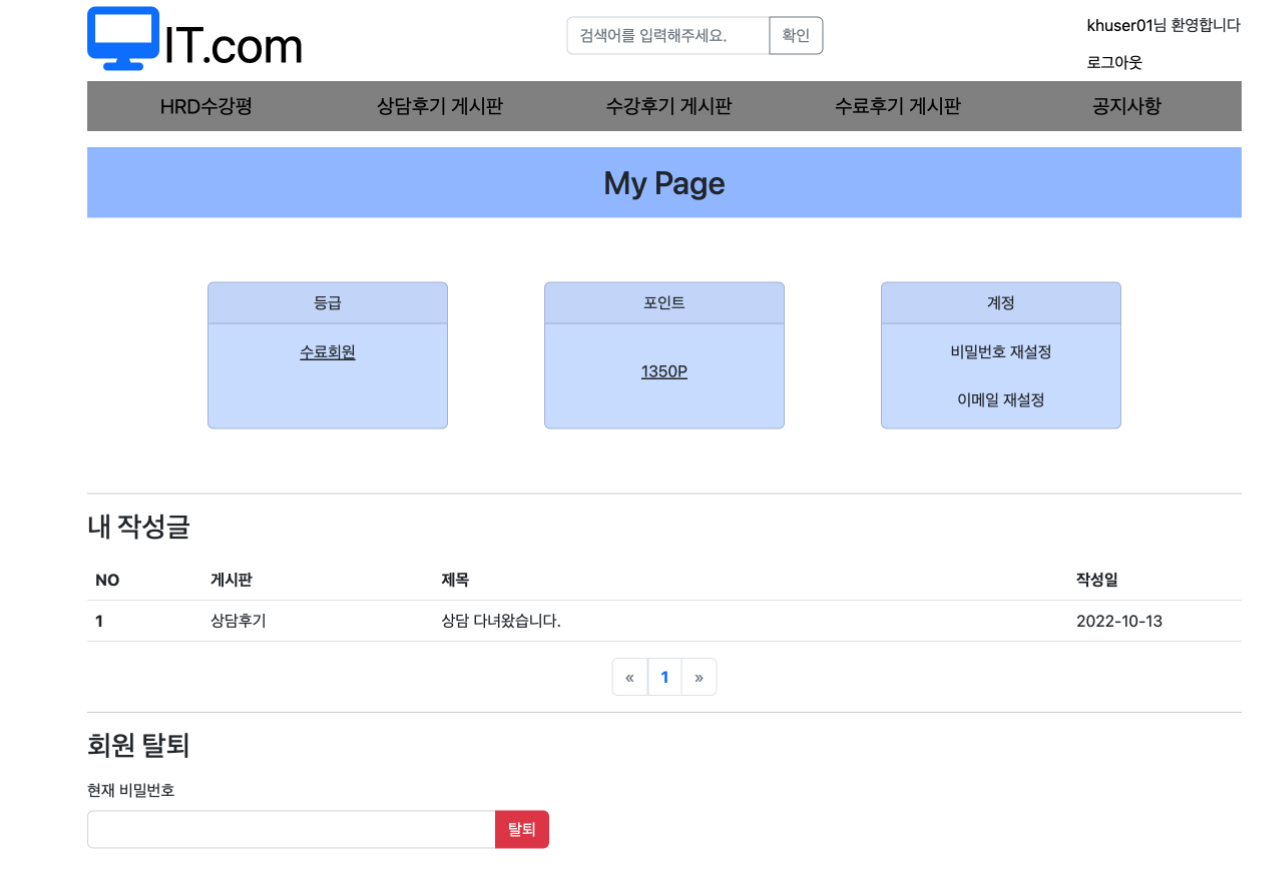 IT.com
검색어를 입력해주세요. 확인
khuser01님 환영합니다
로그아웃
HRD수강평 상담후기 게시판 수강후기 게시판 수료후기 게시판 공지사항
My Page
등급
수료회원
포인트
1350P
계정
비밀번호 재설정
이메일 재설정
내 작성글
NO 게시판 제목 작성일
1 상담후기 상담 다녀왔습니다. 2022-10-13
« 1 »
회원 탈퇴
현재 비밀번호
탈퇴